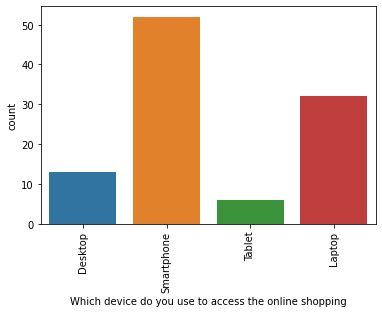 50
40
30
20
10
0
count
Desktop
Smartphone
Tablet
Laptop
Which device do you use to access the online shopping